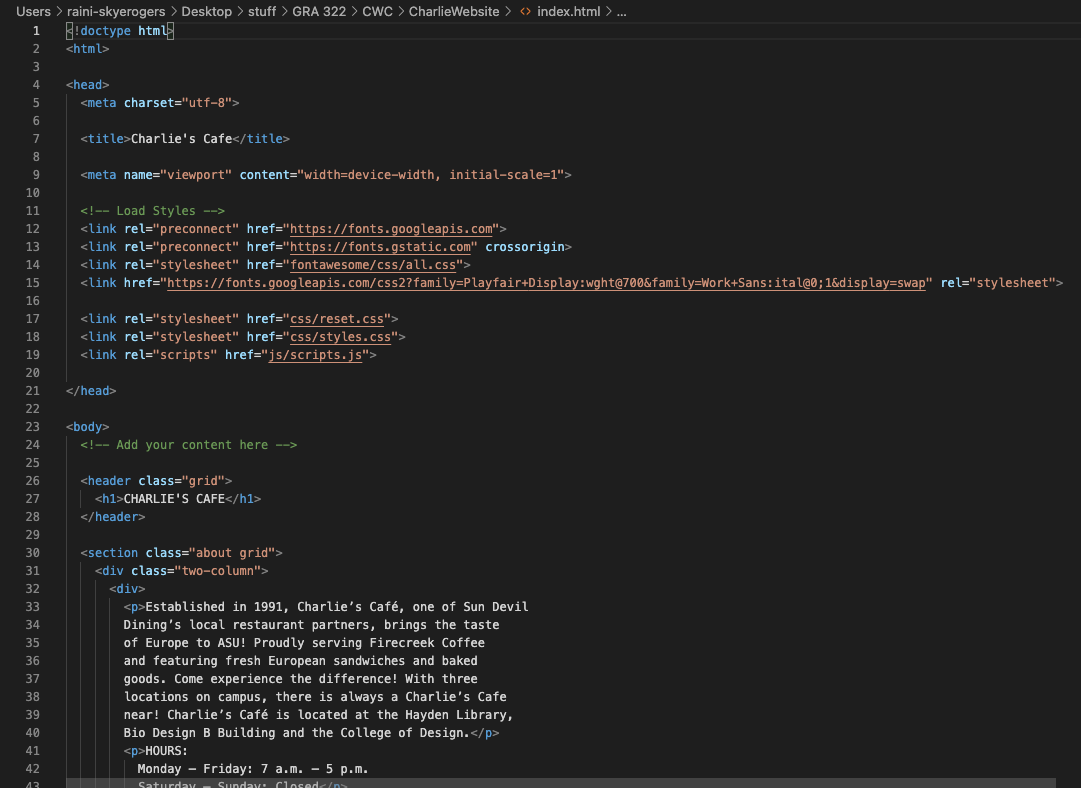 Users > raini-skyerogers > Desktop > stuff > GRA 322 > CWC > CharlieWebsite > <> index.html > ...
1 <!doctype html>
2 <html>
3
4 <head>
5 <meta charset="utf-8">
6
7 <title>Charlie's Cafe</title>
8
9 <meta name="viewport" content="width=device-width, initial-scale=1">
10
11 <!-- Load Styles -->
12 <link rel="preconnect" href="https://fonts.googleapis.com">
13 <link rel="preconnect" href="https://fonts.gstatic.com" crossorigin>
14 <link rel="stylesheet" href="fontawesome/css/all.css">
15 <link href="https://fonts.googleapis.com/css2?family=Playfair+Display:wght@700&family=Work+Sans:ital@0;1&display=swap" rel="stylesheet">
16
17 <link rel="stylesheet" href="css/reset.css">
18 <link rel="stylesheet" href="css/styles.css">
19 <link rel="scripts" href="js/scripts.js">
20
21 </head>
22
23 <body>
24 <!-- Add your content here -->
25
26 <header class="grid">
27 <h1>CHARLIE'S CAFE</h1>
28 </header>
29
30 <section class="about grid">
31 <div class="two-column">
32 <div>
33 <p>Established in 1991, Charlie’s Café, one of Sun Devil
34 Dining’s local restaurant partners, brings the taste
35 of Europe to ASU! Proudly serving Firecreek Coffee
36 and featuring fresh European sandwiches and baked
37 goods. Come experience the difference! With three
38 locations on campus, there is always a Charlie’s Cafe
39 near! Charlie’s Café is located at the Hayden Library,
40 Bio Design B Building and the College of Design.</p>
41 <p>HOURS:
42 Monday – Friday: 7 a.m. – 5 p.m.
43 Saturday – Sunday: Closed</p>